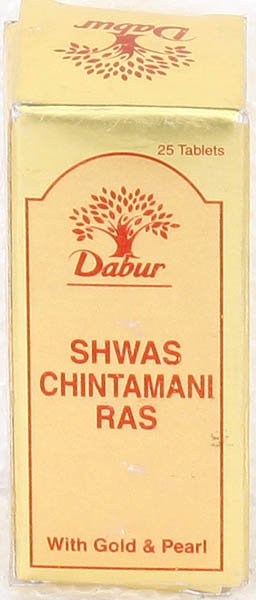 Dabur
25 Tablets
Dabur
SHWAS
CHINTAMANI
RAS
With Gold & Pearl